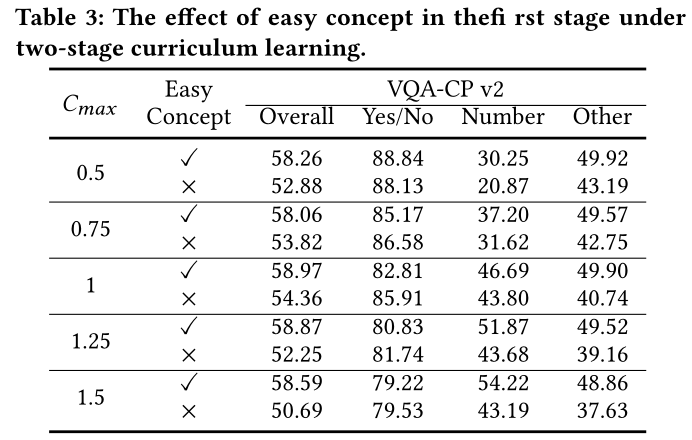 Table 3: The effect of easy concept in thefi rst stage under
two-stage curriculum learning.
C_max Easy Concept VQA-CP v2
Overall Yes/No Number Other
0.5 ✓ 58.26 88.84 30.25 49.92
× 52.88 88.13 20.87 43.19
0.75 ✓ 58.06 85.17 37.20 49.57
× 53.82 86.58 31.62 42.75
1 ✓ 58.97 82.81 46.69 49.90
× 54.36 85.91 43.80 40.74
1.25 ✓ 58.87 80.83 51.87 49.52
× 52.25 81.74 43.68 39.16
1.5 ✓ 58.59 79.22 54.22 48.86
× 50.69 79.53 43.19 37.63